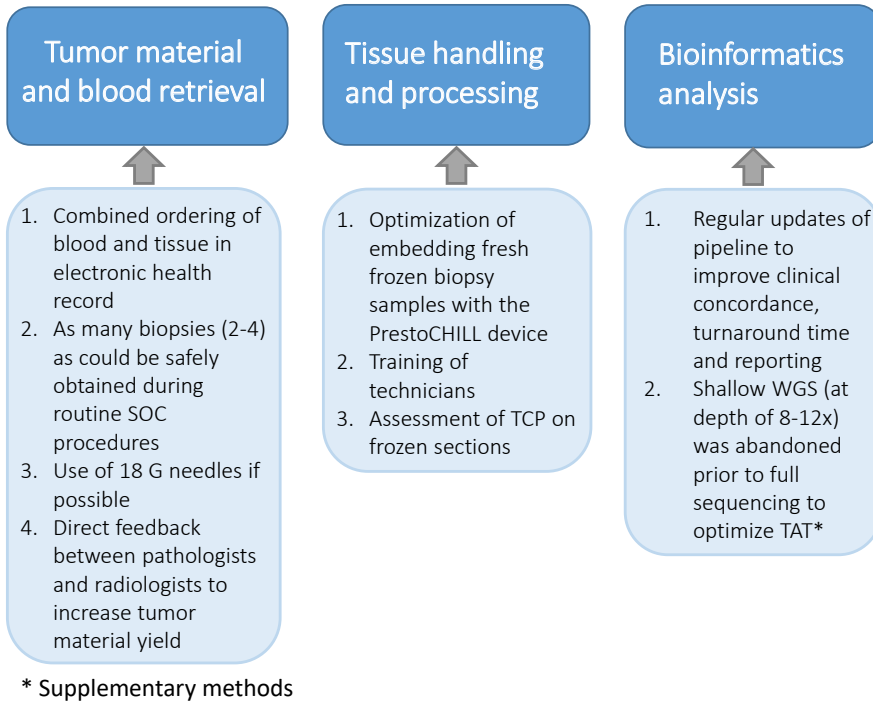 Tumor material
and blood retrieval
1. Combined ordering of
blood and tissue in
electronic health
record
2. As many biopsies (2-4)
as could be safely
obtained during
routine SOC
procedures
3. Use of 18 G needles if
possible
4. Direct feedback
between pathologists
and radiologists to
increase tumor
material yield
Tissue handling
and processing
1. Optimization of
embedding fresh
frozen biopsy
samples with the
PrestoCHILL device
2. Training of
technicians
3. Assessment of TCP on
frozen sections
Bioinformatics
analysis
1. Regular updates of
pipeline to
improve clinical
concordance,
turnaround time
and reporting
2. Shallow WGS (at
depth of 8-12x)
was abandoned
prior to full
sequencing to
optimize TAT*
* Supplementary methods